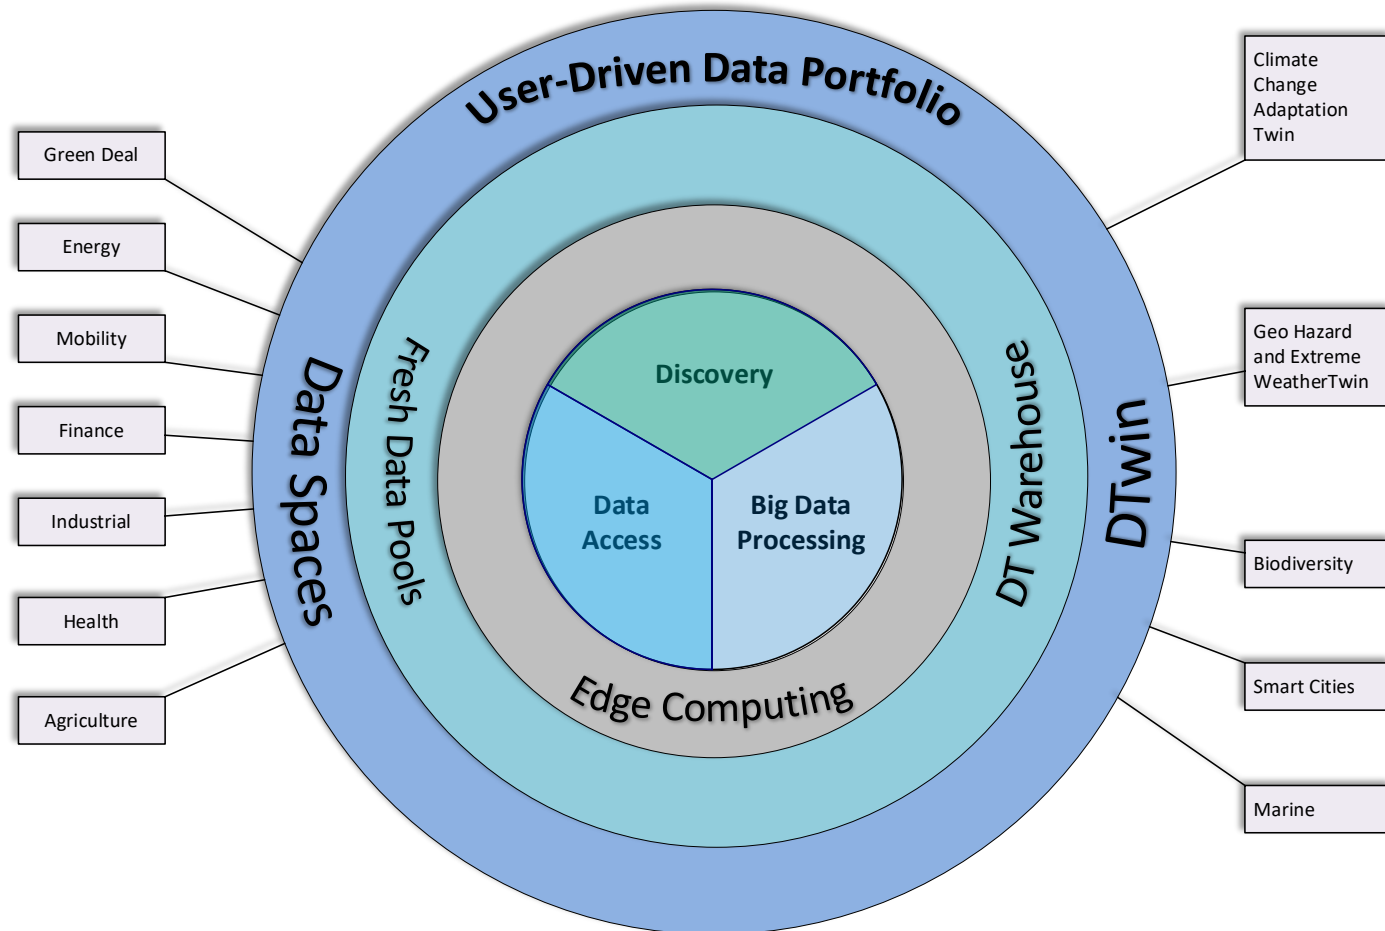 User-Driven Data Portfolio
Green Deal
Energy
Mobility
Finance
Industrial
Health
Agriculture
Data Spaces
Fresh Data Pools
Discovery
Data
Access
Big Data
Processing
Edge Computing
DT Warehouse
DTwin
Climate
Change
Adaptation
Twin
Geo Hazard
and Extreme
WeatherTwin
Biodiversity
Smart Cities
Marine